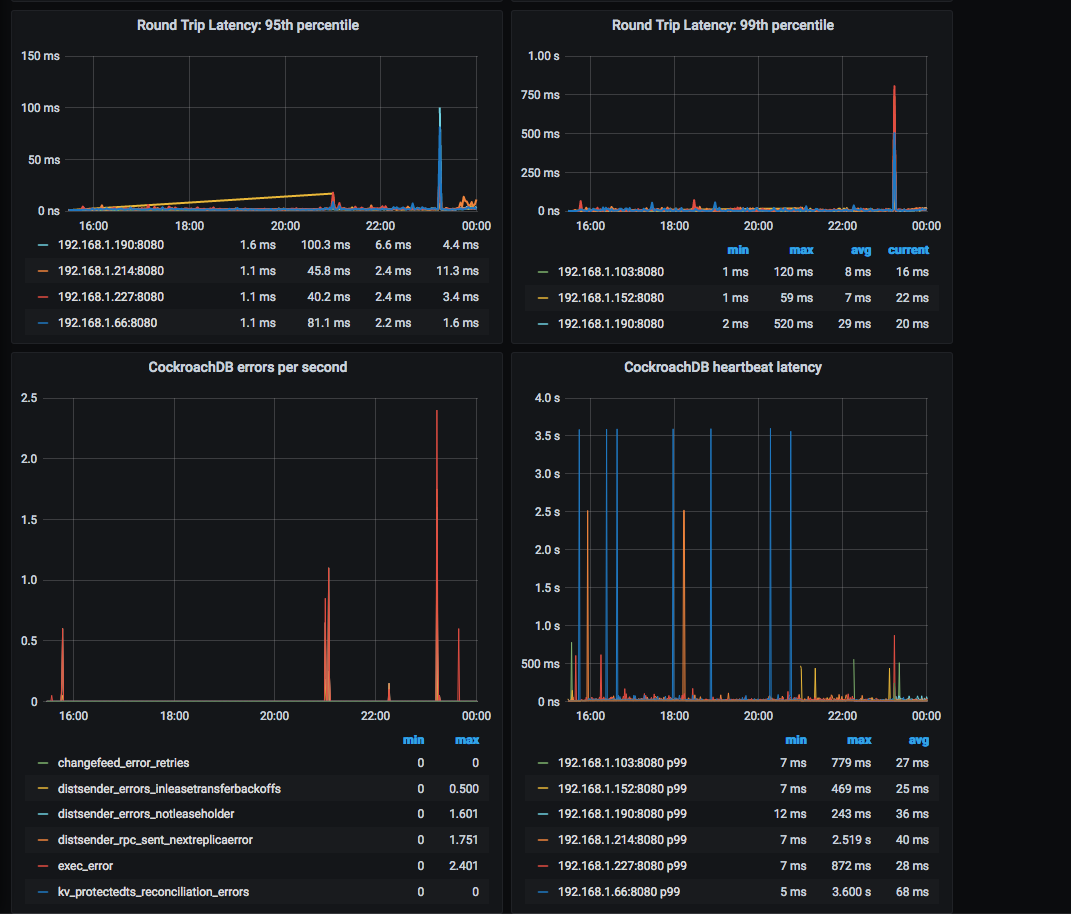 Round Trip Latency: 95th percentile
150 ms
100 ms
50 ms
0 ns
16:00 18:00 20:00 22:00 00:00
192.168.1.190:8080 1.6 ms 100.3 ms 6.6 ms 4.4 ms
192.168.1.214:8080 1.1 ms 45.8 ms 2.4 ms 11.3 ms
192.168.1.227:8080 1.1 ms 40.2 ms 2.4 ms 3.4 ms
192.168.1.66:8080 1.1 ms 81.1 ms 2.2 ms 1.6 ms
Round Trip Latency: 99th percentile
1.00 s
750 ms
500 ms
250 ms
0 ns
16:00 18:00 20:00 22:00 00:00
min max avg current
192.168.1.103:8080 1 ms 120 ms 8 ms 16 ms
192.168.1.152:8080 1 ms 59 ms 7 ms 22 ms
192.168.1.190:8080 2 ms 520 ms 29 ms 20 ms
CockroachDB errors per second
2.5
2.0
1.5
1.0
0.5
0
16:00 18:00 20:00 22:00 00:00
min max
changefeed_error_retries 0 0
distsender_errors_inleasetransferbackoffs 0 0.500
distsender_errors_notleaseholder 0 1.601
distsender_rpc_sent_nextreplicaerror 0 1.751
exec_error 0 2.401
kv_protectedts_reconciliation_errors 0 0
CockroachDB heartbeat latency
4.0 s
3.5 s
3.0 s
2.5 s
2.0 s
1.5 s
1.0 s
500 ms
0 ns
16:00 18:00 20:00 22:00 00:00
min max avg
192.168.1.103:8080 p99 7 ms 779 ms 27 ms
192.168.1.152:8080 p99 7 ms 469 ms 25 ms
192.168.1.190:8080 p99 12 ms 243 ms 36 ms
192.168.1.214:8080 p99 7 ms 2.519 s 40 ms
192.168.1.227:8080 p99 7 ms 872 ms 28 ms
192.168.1.66:8080 p99 5 ms 3.600 s 68 ms